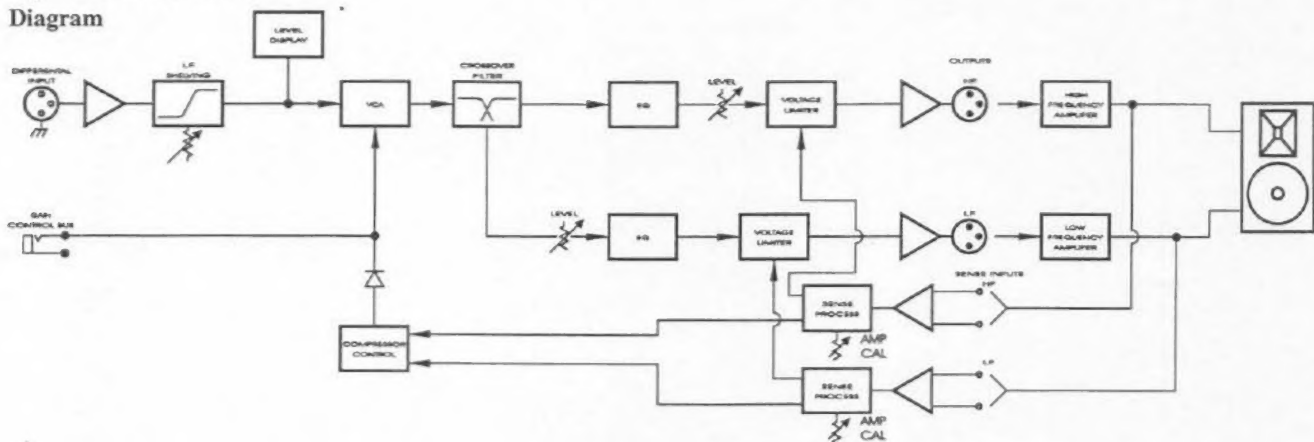 Diagram
LEVEL
DISPLAY
DIFFERENTIAL
INPUT
LF
SHELVING
VCA
CROSSOVER
FILTER
EQ
LEVEL
VOLTAGE
LIMITER
OUTPUTS
HF
HIGH
FREQUENCY
AMPLIFIER
GAIN
CONTROL BUS
LEVEL
EQ
VOLTAGE
LIMITER
LF
LOW
FREQUENCY
AMPLIFIER
SENSE INPUTS
HF
SENSE
PROCESS
AMP
CAL
COMPRESSOR
CONTROL
LF
SENSE
PROCESS
AMP
CAL